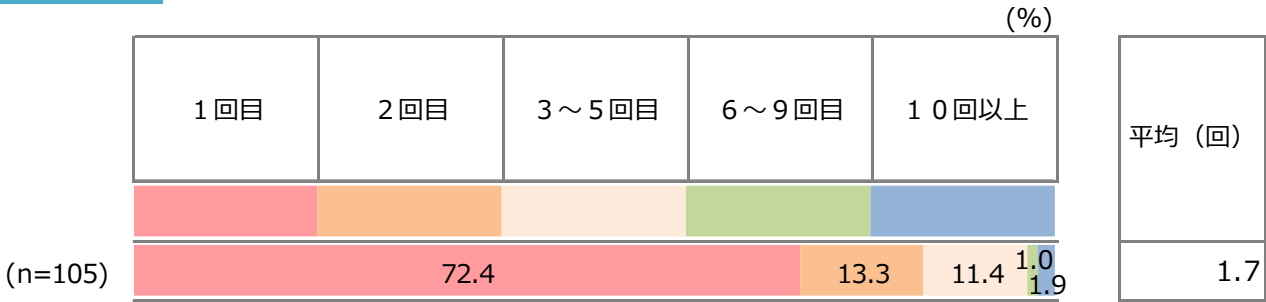 (%)
１回目 ２回目 ３～５回目 ６～９回目 １０回以上
平均（回）
(n=105) 72.4 13.3 11.4 1.0 1.9 1.7